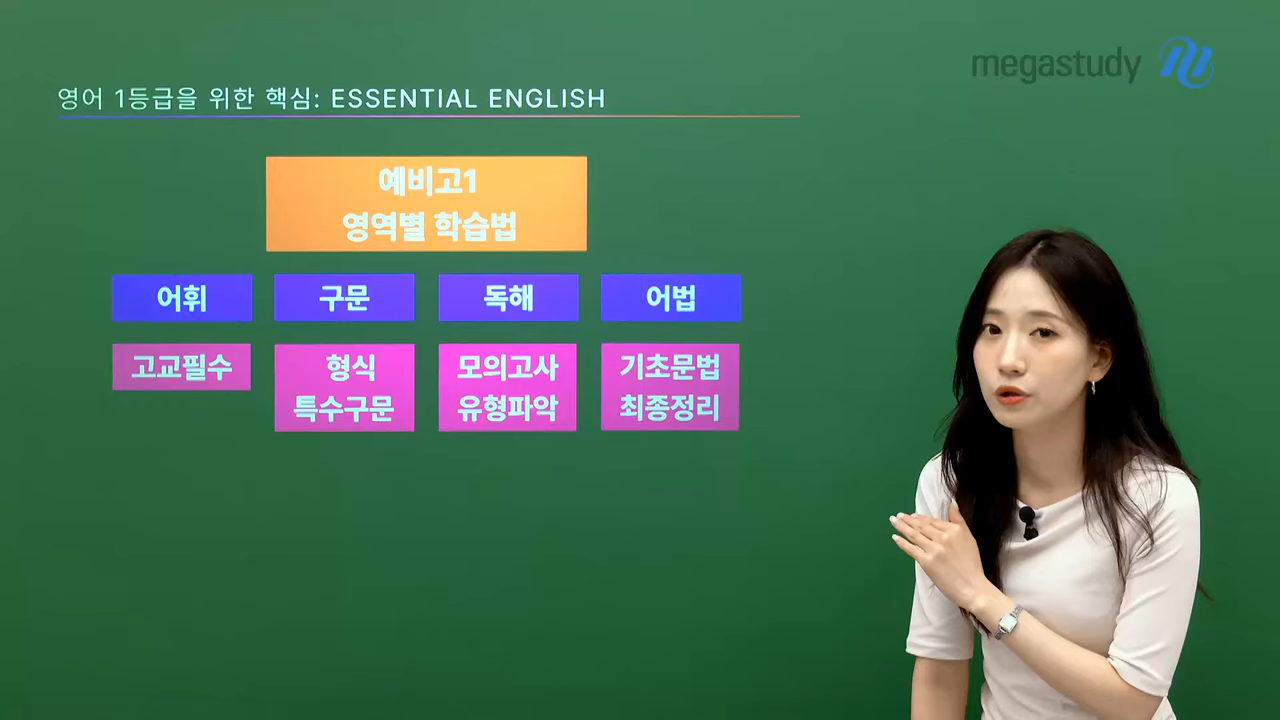 megastudy
영어 1등급을 위한 핵심: ESSENTIAL ENGLISH
예비고1
영역별 학습법
어휘
구문
독해
어법
고교필수
형식
특수구문
모의고사
유형파악
기초문법
최종정리